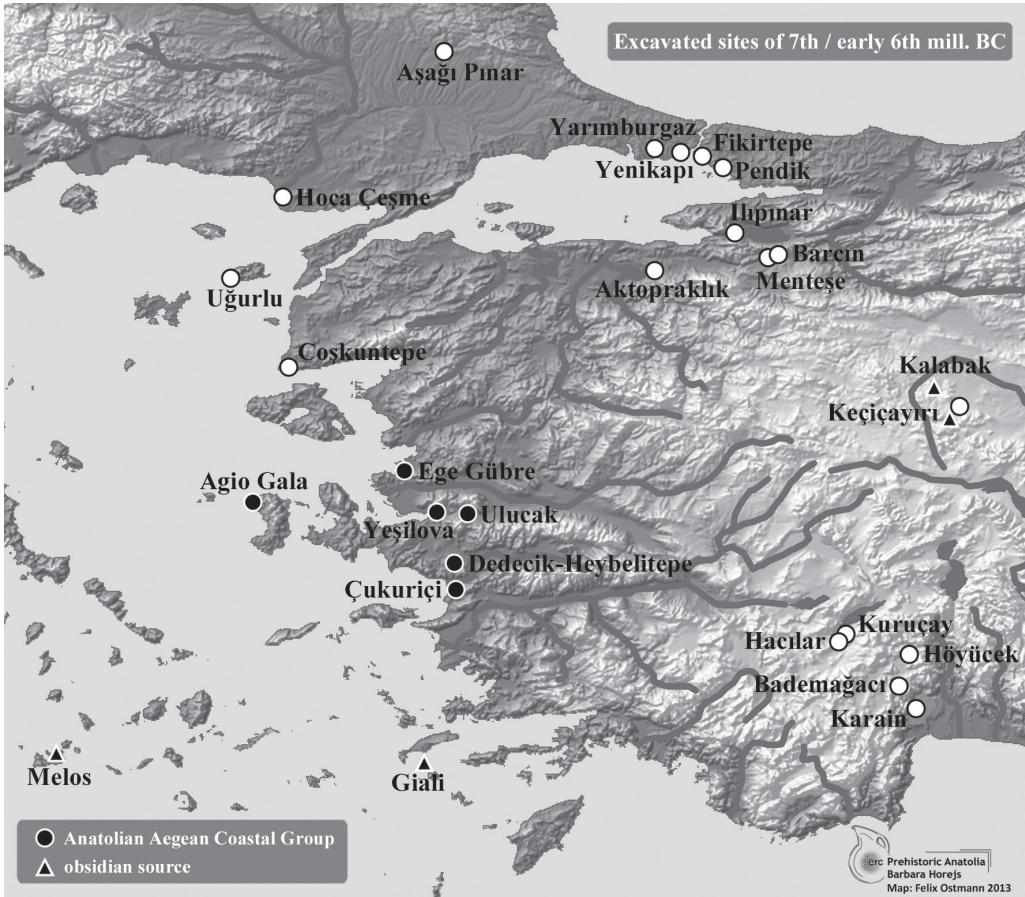 Excavated sites of 7th / early 6th mill. BC
Aşağı Pınar
Yarımburgaz
Fikirtepe
Yenikapı
Pendik
Hoca Çeşme
Ilıpınar
Barcın
Menteşe
Aktopraklık
Uğurlu
Coşkuntepe
Kalabak
Keçiçayırı
Ege Gübre
Agio Gala
Yeşilova
Ulucak
Dedecik-Heybelitepe
Çukuriçi
Kuruçay
Hacılar
Höyücek
Bademağacı
Karain
Melos
Giali
Anatolian Aegean Coastal Group
obsidian source
erc Prehistoric Anatolia
Barbara Horejs
Map: Felix Ostmann 2013